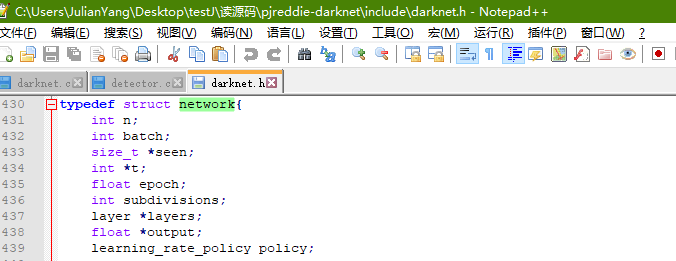 C:\Users\JulianYang\Desktop\testJ\读源码\pjreddie-darknet\include\darknet.h - Notepad++
文件(F) 编辑(E) 搜索(S) 视图(V) 编码(N) 语言(L) 设置(T) 工具(O) 宏(M) 运行(R) 插件(P) 窗口(W) ?
darknet.c detector.c darknet.h
430 typedef struct network{
431 int n;
432 int batch;
433 size_t *seen;
434 int *t;
435 float epoch;
436 int subdivisions;
437 layer *layers;
438 float *output;
439 learning_rate_policy policy;